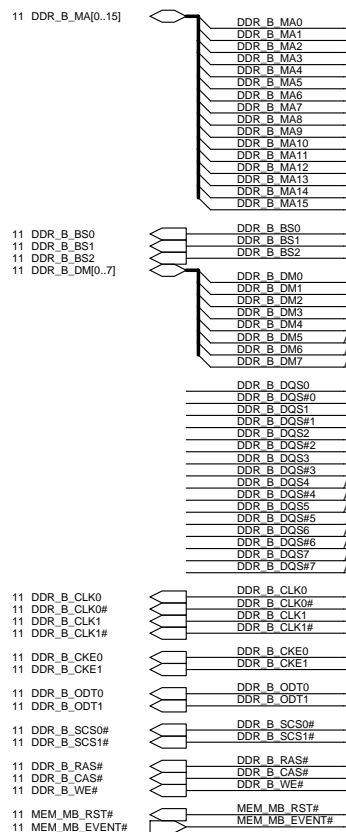 11 DDR_B_MA[0..15]
DDR_B_MA0
DDR_B_MA1
DDR_B_MA2
DDR_B_MA3
DDR_B_MA4
DDR_B_MA5
DDR_B_MA6
DDR_B_MA7
DDR_B_MA8
DDR_B_MA9
DDR_B_MA10
DDR_B_MA11
DDR_B_MA12
DDR_B_MA13
DDR_B_MA14
DDR_B_MA15
11 DDR_B_BS0 DDR_B_BS0
11 DDR_B_BS1 DDR_B_BS1
11 DDR_B_BS2 DDR_B_BS2
11 DDR_B_DM[0..7]
DDR_B_DM0
DDR_B_DM1
DDR_B_DM2
DDR_B_DM3
DDR_B_DM4
DDR_B_DM5
DDR_B_DM6
DDR_B_DM7
DDR_B_DQS0
DDR_B_DQS#0
DDR_B_DQS1
DDR_B_DQS#1
DDR_B_DQS2
DDR_B_DQS#2
DDR_B_DQS3
DDR_B_DQS#3
DDR_B_DQS4
DDR_B_DQS#4
DDR_B_DQS5
DDR_B_DQS#5
DDR_B_DQS6
DDR_B_DQS#6
DDR_B_DQS7
DDR_B_DQS#7
11 DDR_B_CLK0 DDR_B_CLK0
11 DDR_B_CLK0# DDR_B_CLK0#
11 DDR_B_CLK1 DDR_B_CLK1
11 DDR_B_CLK1# DDR_B_CLK1#
11 DDR_B_CKE0 DDR_B_CKE0
11 DDR_B_CKE1 DDR_B_CKE1
11 DDR_B_ODT0 DDR_B_ODT0
11 DDR_B_ODT1 DDR_B_ODT1
11 DDR_B_SCS0# DDR_B_SCS0#
11 DDR_B_SCS1# DDR_B_SCS1#
11 DDR_B_RAS# DDR_B_RAS#
11 DDR_B_CAS# DDR_B_CAS#
11 DDR_B_WE# DDR_B_WE#
11 MEM_MB_RST# MEM_MB_RST#
11 MEM_MB_EVENT# MEM_MB_EVENT#